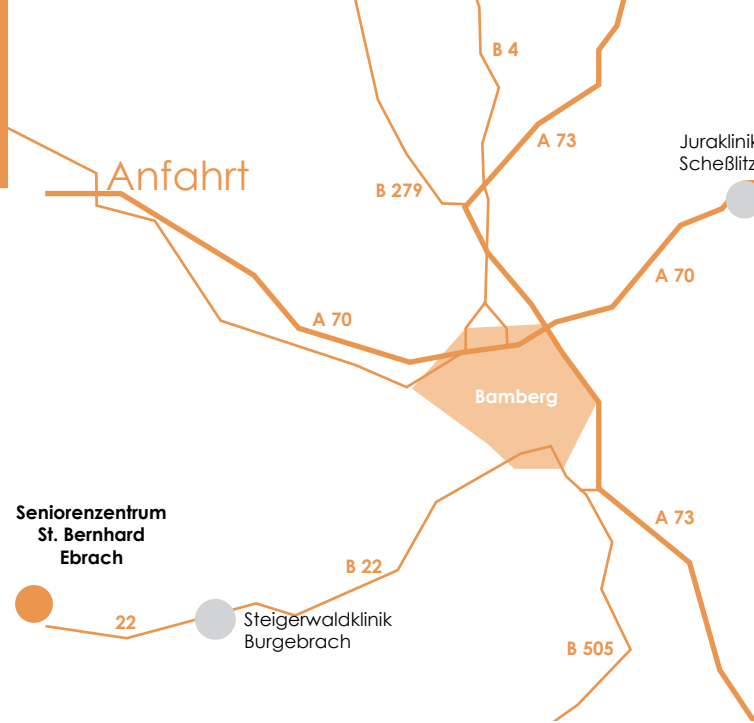 B 4
A 73
Juraklinik
Scheßlitz
Anfahrt
B 279
A 70
A 70
Bamberg
Seniorenzentrum
St. Bernhard
Ebrach
A 73
B 22
22
Steigerwaldklinik
Burgebrach
B 505